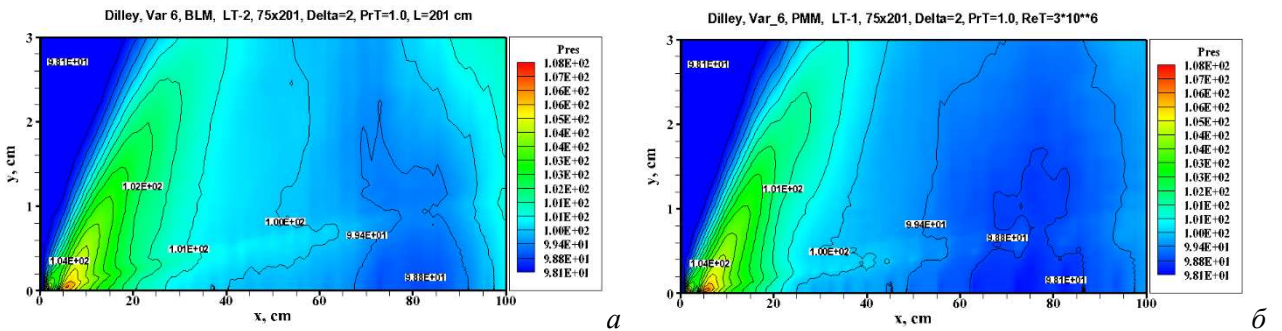 Dilley, Var 6, BLM, LT-2, 75x201, Delta=2, PrT=1.0, L=201 cm
3
2
1
0
y, cm
9.81E+01
1.02E+02
1.04E+02
1.01E+02
1.00E+02
9.94E+01
9.88E+01
0 20 40 60 80 100
x, cm
Pres
1.08E+02
1.07E+02
1.06E+02
1.06E+02
1.05E+02
1.04E+02
1.04E+02
1.03E+02
1.02E+02
1.02E+02
1.01E+02
1.01E+02
1.00E+02
9.94E+01
9.88E+01
9.81E+01
а
Dilley, Var_6, PMM, LT-1, 75x201, Delta=2, PrT=1.0, ReT=3*10**6
3
2
1
0
y, cm
9.81E+01
1.01E+02
1.04E+02
1.00E+02
9.94E+01
9.88E+01
9.81E+01
0 20 40 60 80 100
x, cm
Pres
1.08E+02
1.07E+02
1.06E+02
1.06E+02
1.05E+02
1.04E+02
1.04E+02
1.03E+02
1.02E+02
1.02E+02
1.01E+02
1.01E+02
1.00E+02
9.94E+01
9.88E+01
9.81E+01
б